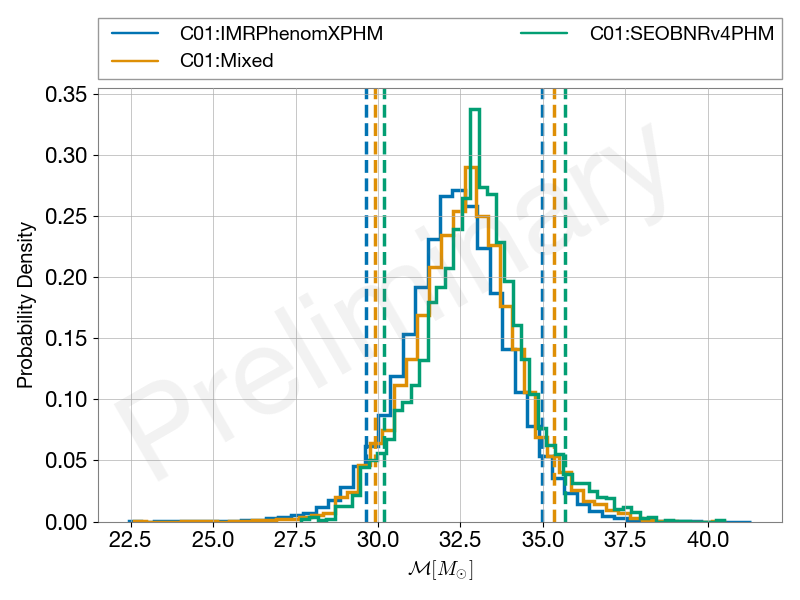 C01:IMRPhenomXPHM C01:SEOBNRv4PHM
C01:Mixed
0.35
0.30
0.25
0.20
0.15
0.10
0.05
0.00
Probability Density
Preliminary
22.5 25.0 27.5 30.0 32.5 35.0 37.5 40.0
ℳ[M☉]